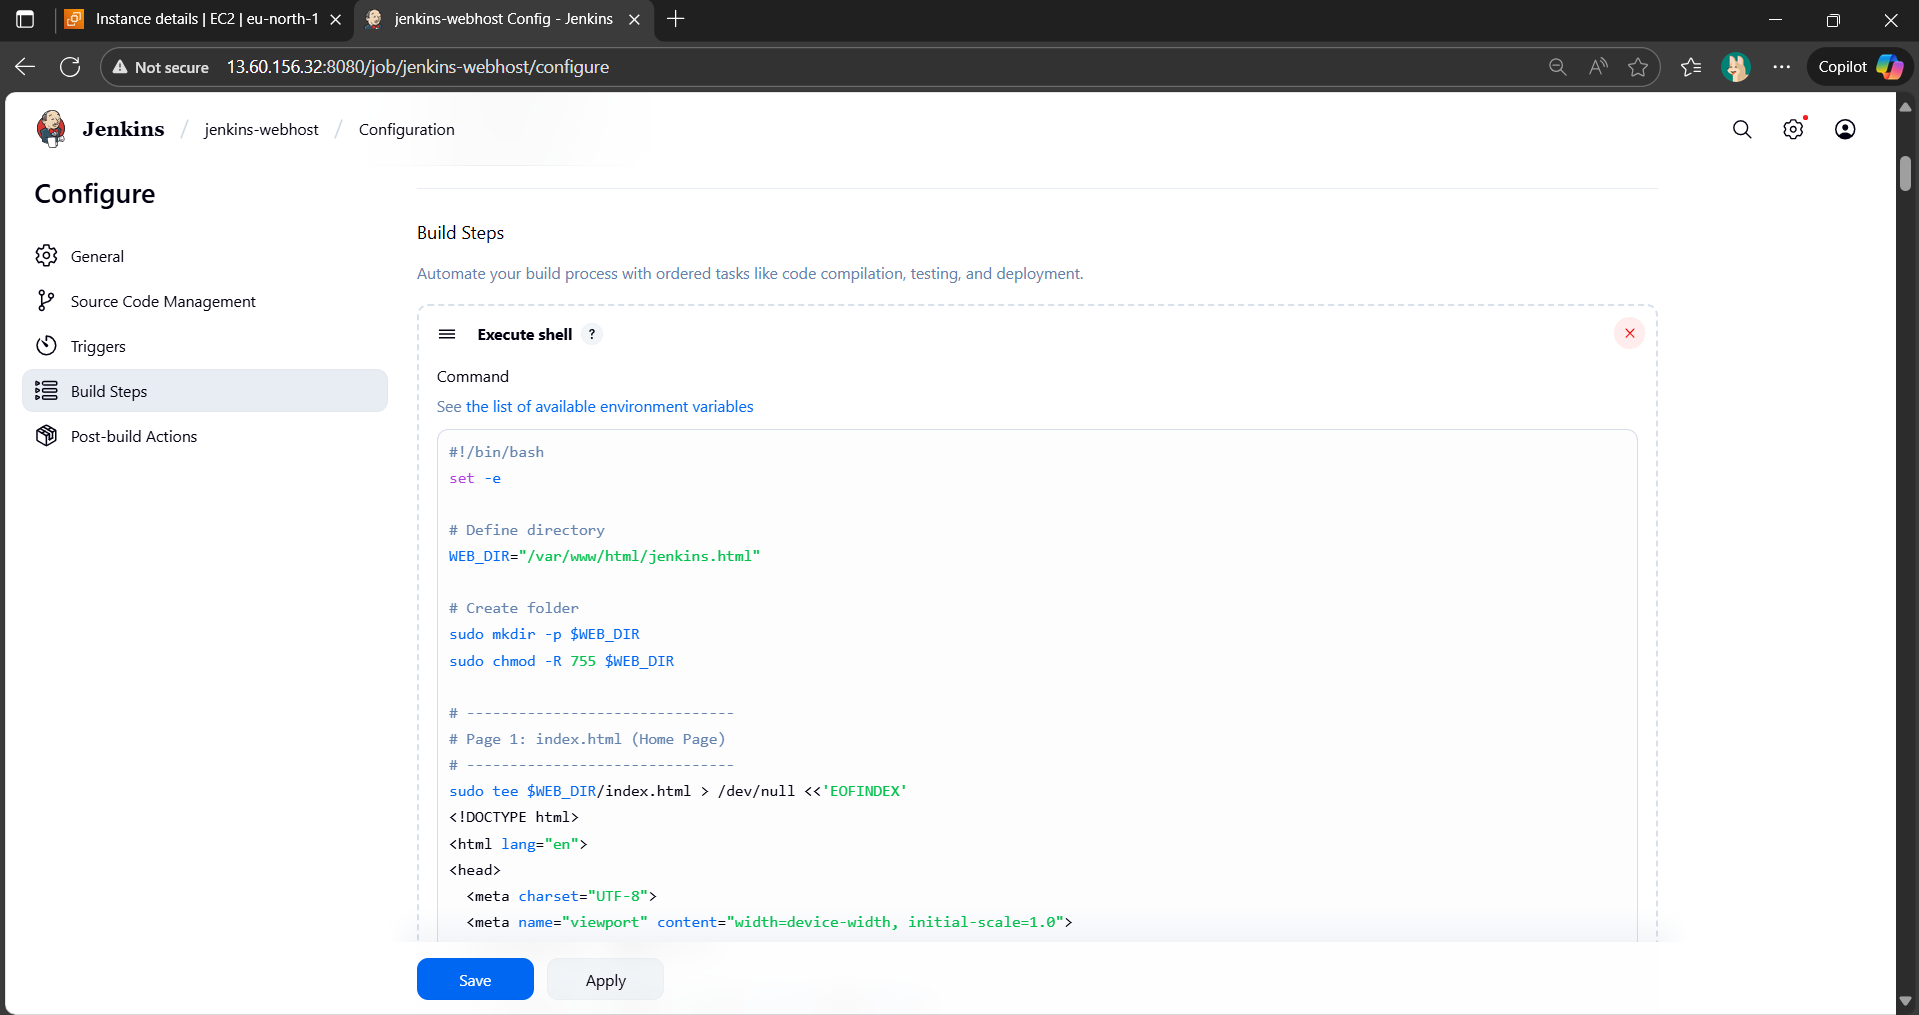 Instance details | EC2 | eu-north-1
jenkins-webhost Config - Jenkins
Not secure 13.60.156.32:8080/job/jenkins-webhost/configure
Copilot
Jenkins / jenkins-webhost / Configuration
Configure
General
Source Code Management
Triggers
Build Steps
Post-build Actions
Build Steps
Automate your build process with ordered tasks like code compilation, testing, and deployment.
Execute shell ?
Command
See the list of available environment variables
#!/bin/bash
set -e
# Define directory
WEB_DIR="/var/www/html/jenkins.html"
# Create folder
sudo mkdir -p $WEB_DIR
sudo chmod -R 755 $WEB_DIR
# -------------------------------
# Page 1: index.html (Home Page)
# -------------------------------
sudo tee $WEB_DIR/index.html > /dev/null <<'EOFINDEX'
<!DOCTYPE html>
<html lang="en">
<head>
<meta charset="UTF-8">
<meta name="viewport" content="width=device-width, initial-scale=1.0">
Save
Apply